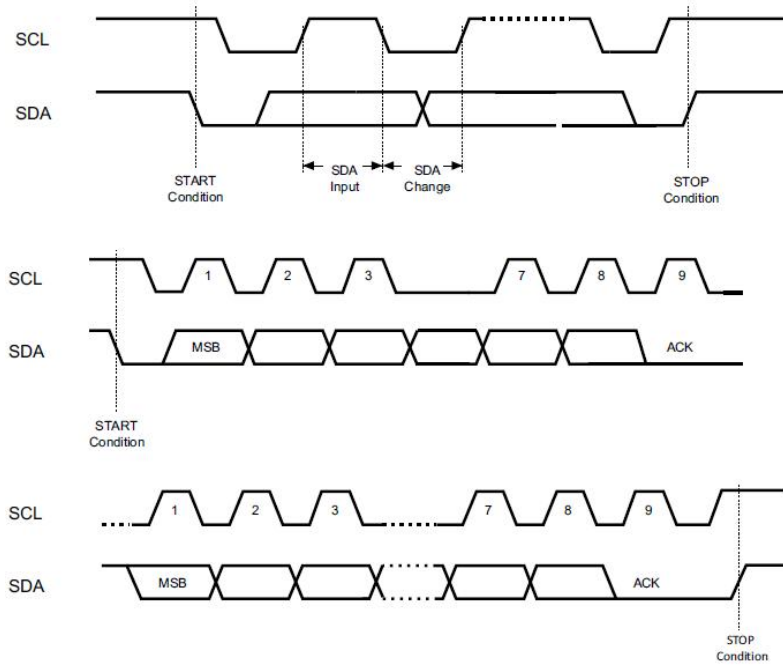 SCL
SDA
START
Condition
SDA
Input
SDA
Change
STOP
Condition
SCL
1
2
3
7
8
9
SDA
MSB
ACK
START
Condition
SCL
1
2
3
7
8
9
SDA
MSB
ACK
STOP
Condition